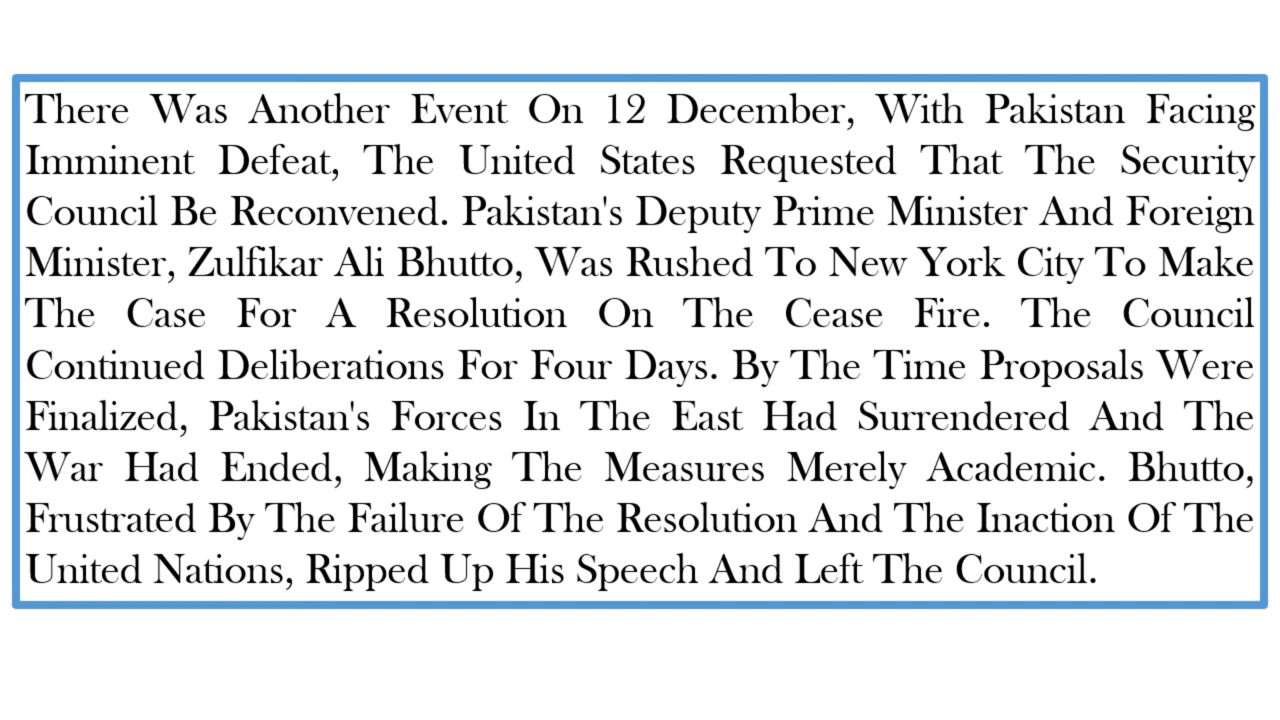 There Was Another Event On 12 December, With Pakistan Facing
Imminent Defeat, The United States Requested That The Security
Council Be Reconvened. Pakistan's Deputy Prime Minister And Foreign
Minister, Zulfikar Ali Bhutto, Was Rushed To New York City To Make
The Case For A Resolution On The Cease Fire. The Council
Continued Deliberations For Four Days. By The Time Proposals Were
Finalized, Pakistan's Forces In The East Had Surrendered And The
War Had Ended, Making The Measures Merely Academic. Bhutto,
Frustrated By The Failure Of The Resolution And The Inaction Of The
United Nations, Ripped Up His Speech And Left The Council.